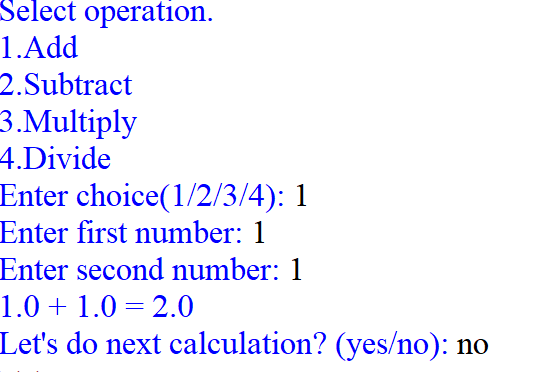 Select operation.
1.Add
2.Subtract
3.Multiply
4.Divide
Enter choice(1/2/3/4): 1
Enter first number: 1
Enter second number: 1
1.0 + 1.0 = 2.0
Let's do next calculation? (yes/no): no